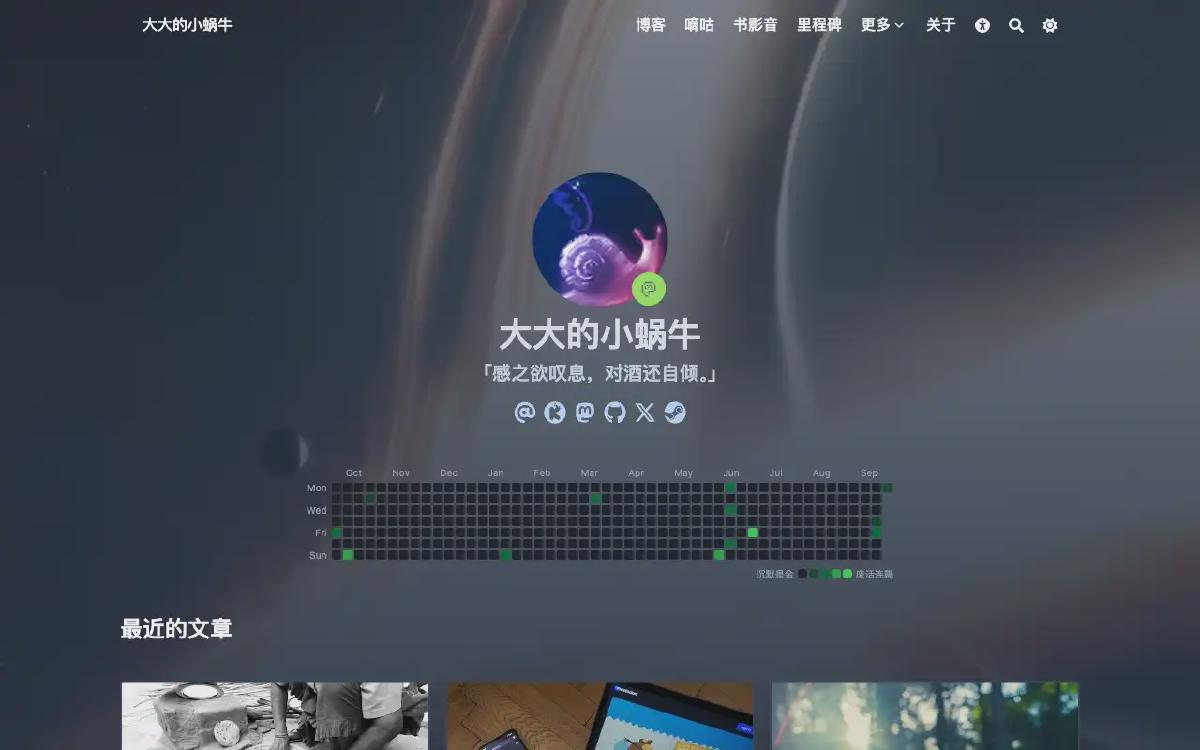 大大的小蜗牛
博客 嘀咕 书影音 里程碑 更多 关于
大大的小蜗牛
「感之欲叹息，对酒还自倾。」
Oct Nov Dec Jan Feb Mar Apr May Jun Jul Aug Sep
Mon
Wed
Fri
Sun
沉默是金 废话连篇
最近的文章